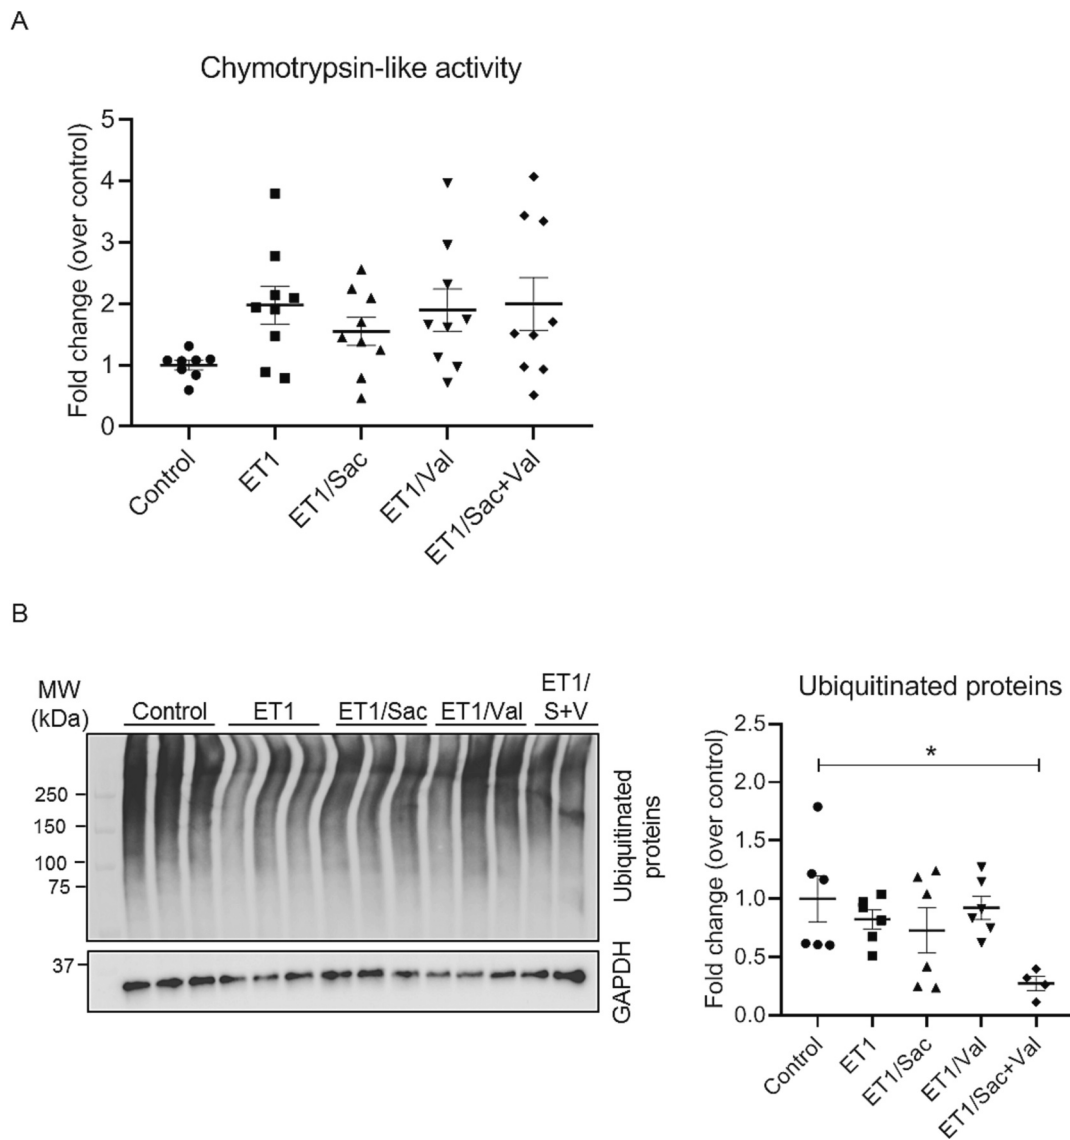 A
Chymotrypsin-like activity
Fold change (over control)
5
4
3
2
1
0
Control
ET1
ET1/Sac
ET1/Val
ET1/Sac+Val
B
MW
(kDa)
Control
ET1
ET1/Sac
ET1/Val
ET1/
S+V
250
150
100
75
37
Ubiquitinated
proteins
GAPDH
Ubiquitinated proteins
Fold change (over control)
2.5
2.0
1.5
1.0
0.5
0.0
*
Control
ET1
ET1/Sac
ET1/Val
ET1/Sac+Val